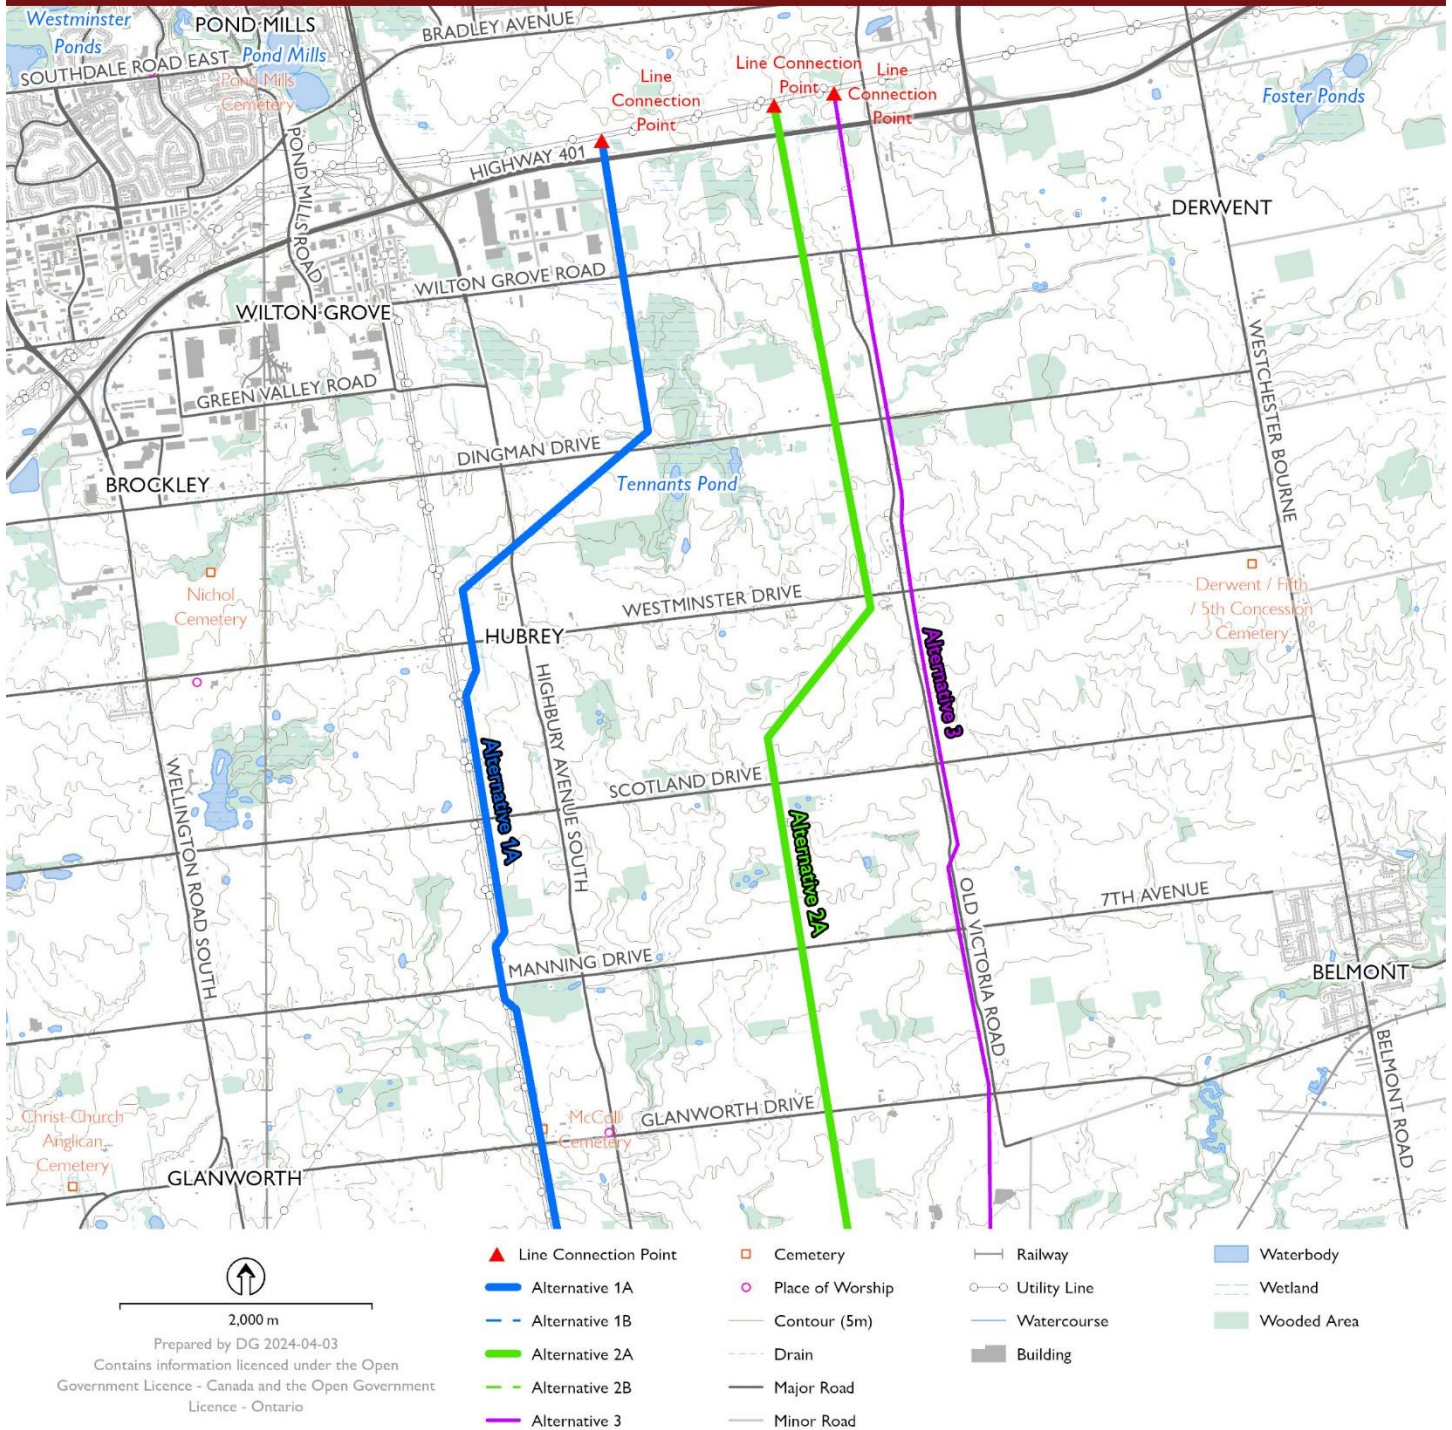 Westminster
Ponds
POND MILLS
Pond Mills
BRADLEY AVENUE
SOUTHDALE ROAD EAST
Pond Mills
Cemetery
POND MILLS ROAD
Line
Connection
Point
Line Connection
Point
Line
Connection
Point
Foster Ponds
HIGHWAY 401
DERWENT
WILTON GROVE ROAD
WILTON GROVE
GREEN VALLEY ROAD
WESTCHESTER BOURNE
DINGMAN DRIVE
BROCKLEY
Tennants Pond
Nichol
Cemetery
WESTMINSTER DRIVE
HUBREY
Derwent / Fifth
/ 5th Concession
Cemetery
Alternative 3
HIGHBURY AVENUE SOUTH
WELLINGTON ROAD SOUTH
Alternative 1A
SCOTLAND DRIVE
Alternative 2A
OLD VICTORIA ROAD
7TH AVENUE
MANNING DRIVE
BELMONT
BELMONT ROAD
Christ Church
Anglican
Cemetery
McColl
Cemetery
GLANWORTH DRIVE
GLANWORTH
2,000 m
Prepared by DG 2024-04-03
Contains information licenced under the Open
Government Licence - Canada and the Open Government
Licence - Ontario
Line Connection Point
Alternative 1A
Alternative 1B
Alternative 2A
Alternative 2B
Alternative 3
Cemetery
Place of Worship
Contour (5m)
Drain
Major Road
Minor Road
Railway
Utility Line
Watercourse
Building
Waterbody
Wetland
Wooded Area